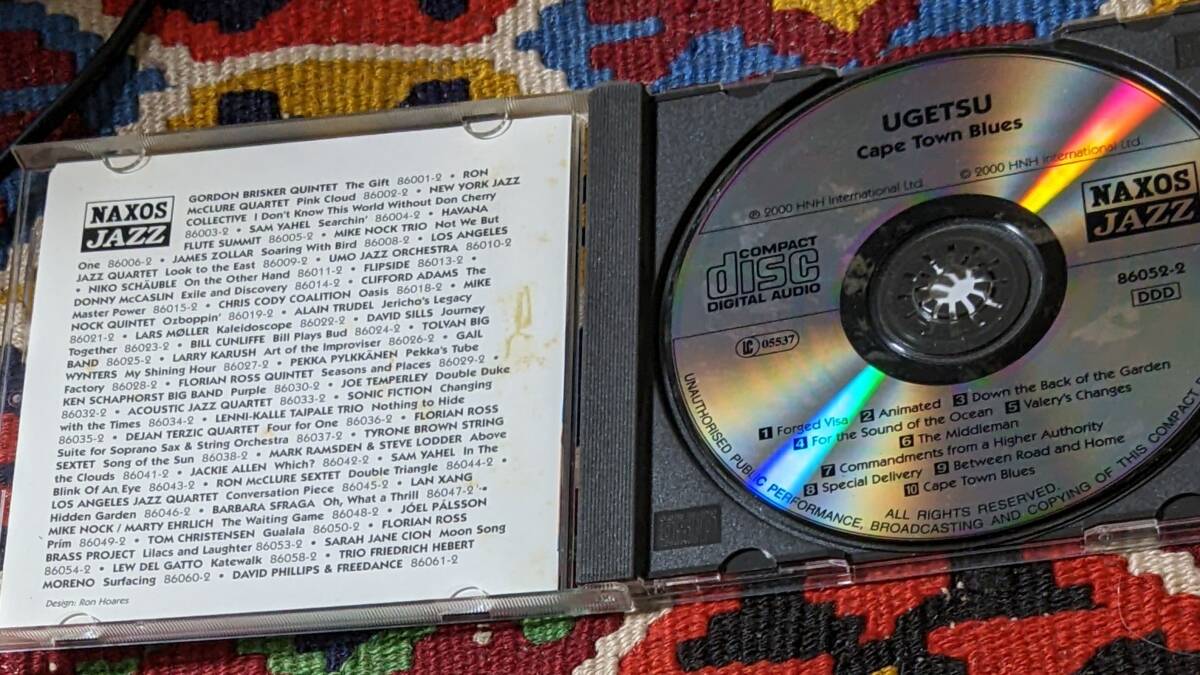 NAXOS
JAZZ
GORDON BRISKER QUINTET The Gift 86001-2 • RON
McCLURE QUARTET Pink Cloud 86002-2 • NEW YORK JAZZ
COLLECTIVE I Don't Know This World Without Don Cherry
86003-2 • SAM YAHEL Searchin' 86004-2 • HAVANA
FLUTE SUMMIT 86005-2 • MIKE NOCK TRIO Not We But
One 86006-2 • JAMES ZOLLAR Soaring With Bird 86008-2 • LOS ANGELES
JAZZ QUARTET Look to the East 86009-2 • UMO JAZZ ORCHESTRA 86010-2
• NIKO SCHÄUBLE On the Other Hand 86011-2 • FLIPSIDE 86013-2 •
DONNY McCASLIN Exile and Discovery 86014-2 • CLIFFORD ADAMS The
Master Power 86015-2 • CHRIS CODY COALITION Oasis 86018-2 • MIKE
NOCK QUINTET Ozboppin' 86019-2 • ALAIN TRUDEL Jericho's Legacy
86021-2 • LARS MØLLER Kaleidoscope 86022-2 • DAVID SILLS Journey
Together 86023-2 • BILL CUNLIFFE Bill Plays Bud 86024-2 • TOLVAN BIG
BAND 86025-2 • LARRY KARUSH Art of the Improviser 86026-2 • GAIL
WYNTERS My Shining Hour 86027-2 • PEKKA PYLKKÄNEN Pekka's Tube
Factory 86028-2 • FLORIAN ROSS QUINTET Seasons and Places 86029-2 •
KEN SCHAPHORST BIG BAND Purple 86030-2 • JOE TEMPERLEY Double Duke
86032-2 • ACOUSTIC JAZZ QUARTET 86033-2 • SONIC FICTION Changing
with the Times 86034-2 • LENNI-KALLE TAIPALE TRIO Nothing to Hide
86035-2 • DEJAN TERZIC QUARTET Four for One 86036-2 • FLORIAN ROSS
Suite for Soprano Sax & String Orchestra 86037-2 • TYRONE BROWN STRING
SEXTET Song of the Sun 86038-2 • MARK RAMSDEN & STEVE LODDER Above
the Clouds 86041-2 • JACKIE ALLEN Which? 86042-2 • SAM YAHEL In The
Blink Of An Eye 86043-2 • RON McCLURE SEXTET Double Triangle 86044-2 •
LOS ANGELES JAZZ QUARTET Conversation Piece 86045-2 • LAN XANG
Hidden Garden 86046-2 • BARBARA SFRAGA Oh, What a Thrill 86047-2 •
MIKE NOCK / MARTY EHRLICH The Waiting Game 86048-2 • JÓEL PÁLSSON
Prim 86049-2 • TOM CHRISTENSEN Gualala 86050-2 • FLORIAN ROSS
BRASS PROJECT Lilacs and Laughter 86053-2 • SARAH JANE CION Moon Song
86054-2 • LEW DEL GATTO Katewalk 86058-2 • TRIO FRIEDRICH HEBERT
MORENO Surfacing 86060-2 • DAVID PHILLIPS & FREEDANCE 86061-2
Design: Ron Hoares
UGETSU
Cape Town Blues
℗ 2000 HNH International Ltd. © 2000 HNH International Ltd.
NAXOS
JAZZ
COMPACT
disc
DIGITAL AUDIO
86052-2
DDD
LC 05537
1 Forged Visa 2 Animated 3 Down the Back of the Garden
4 For the Sound of the Ocean 5 Valery's Changes
6 The Middleman
7 Commandments from a Higher Authority
8 Special Delivery 9 Between Road and Home
10 Cape Town Blues
ALL RIGHTS RESERVED.
UNAUTHORISED PUBLIC PERFORMANCE, BROADCASTING AND COPYING OF THIS COMPACT